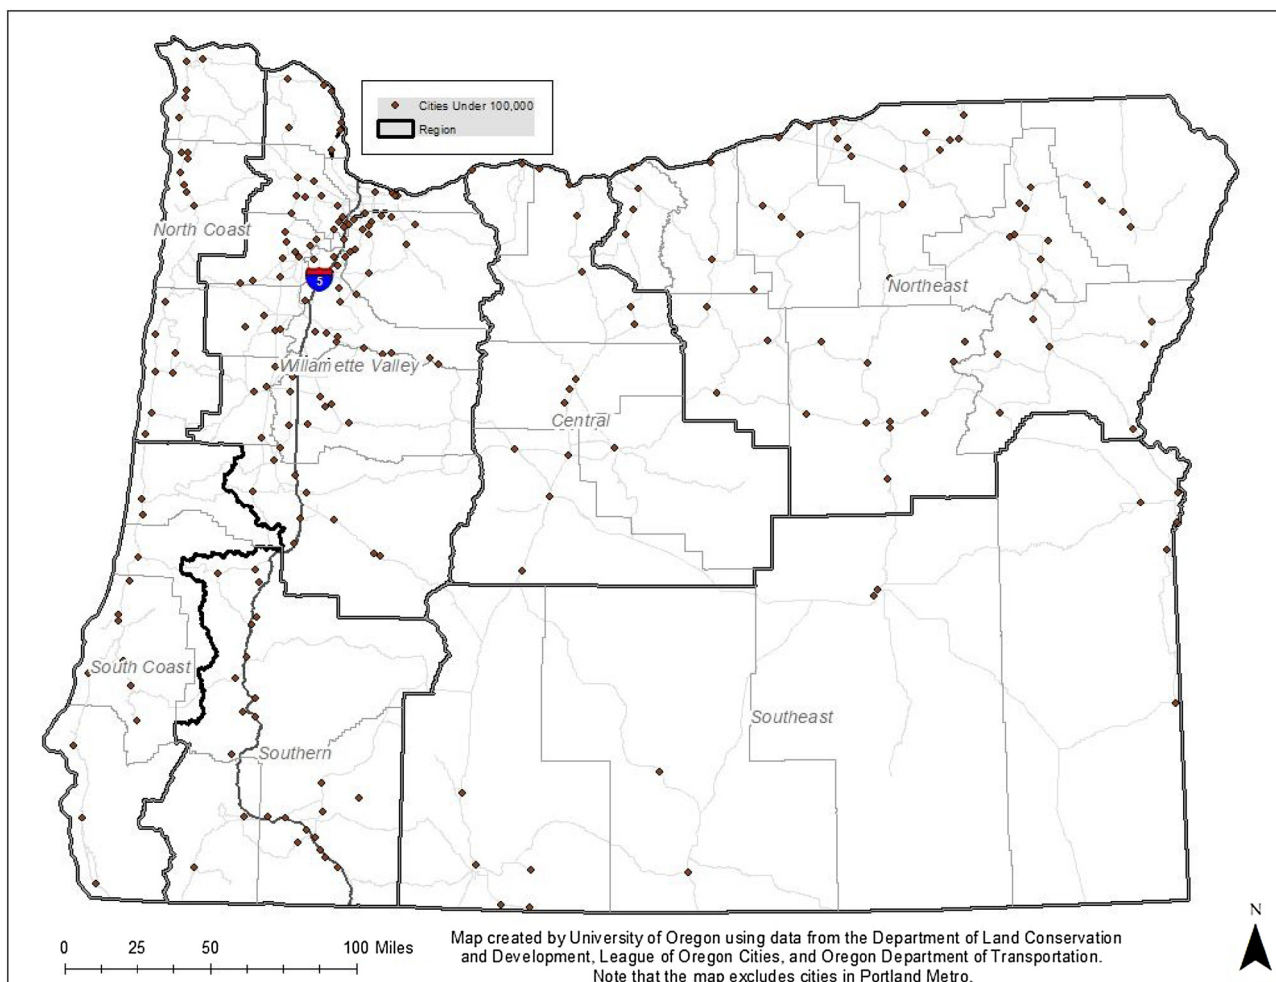 Cities Under 100,000
Region
North Coast
5
Northeast
Willamette Valley
Central
South Coast
Southeast
Southern
N
0 25 50 100 Miles
Map created by University of Oregon using data from the Department of Land Conservation
and Development, League of Oregon Cities, and Oregon Department of Transportation.
Note that the map excludes cities in Portland Metro.